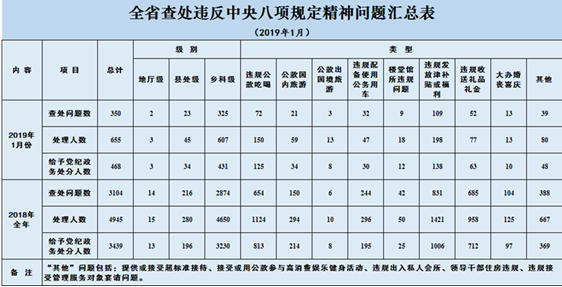 全省查处违反中央八项规定精神问题汇总表
（2019年1月）
内容 项目 总计 级别 类型
地厅级 县处级 乡科级 违规公款吃喝 公款国内旅游 公款出国境旅游 违规配备使用公务用车 楼堂馆所违规问题 违规发放津补贴或福利 违规收送礼品礼金 大办婚丧喜庆 其他
2019年1月份 查处问题数 350 2 23 325 72 21 3 32 9 109 52 13 39
处理人数 655 3 45 607 150 59 13 47 18 198 77 13 80
给予党纪政务处分人数 468 3 34 431 125 34 8 30 12 138 63 10 48
2018年全年 查处问题数 3104 14 216 2874 654 150 6 244 42 831 685 104 388
处理人数 4945 15 280 4650 1124 294 10 296 50 1421 958 125 667
给予党纪政务处分人数 3439 13 196 3230 813 214 8 195 25 1006 712 97 369
备注 “其他”问题包括：提供或接受超标准接待、接受或用公款参与高消费娱乐健身活动、违规出入私人会所、领导干部住房违规、违规接
受管理服务对象宴请问题。